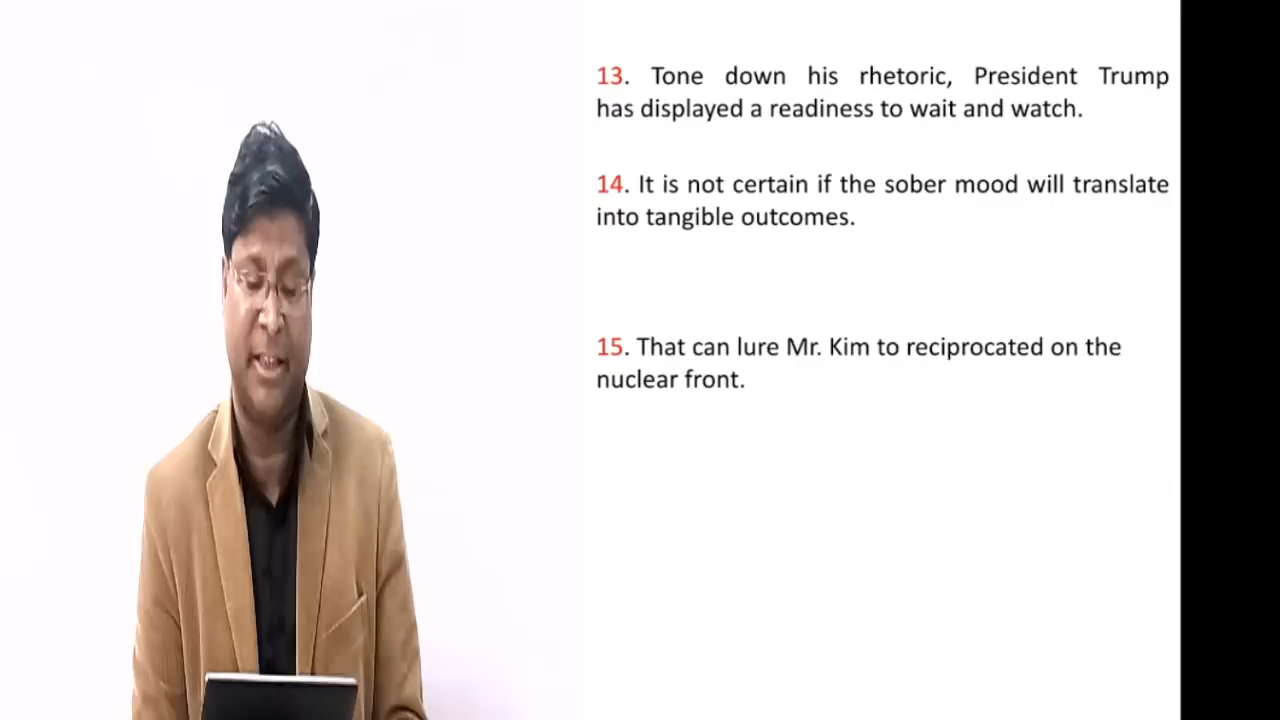 13. Tone down his rhetoric, President Trump
has displayed a readiness to wait and watch.
14. It is not certain if the sober mood will translate
into tangible outcomes.
15. That can lure Mr. Kim to reciprocated on the
nuclear front.